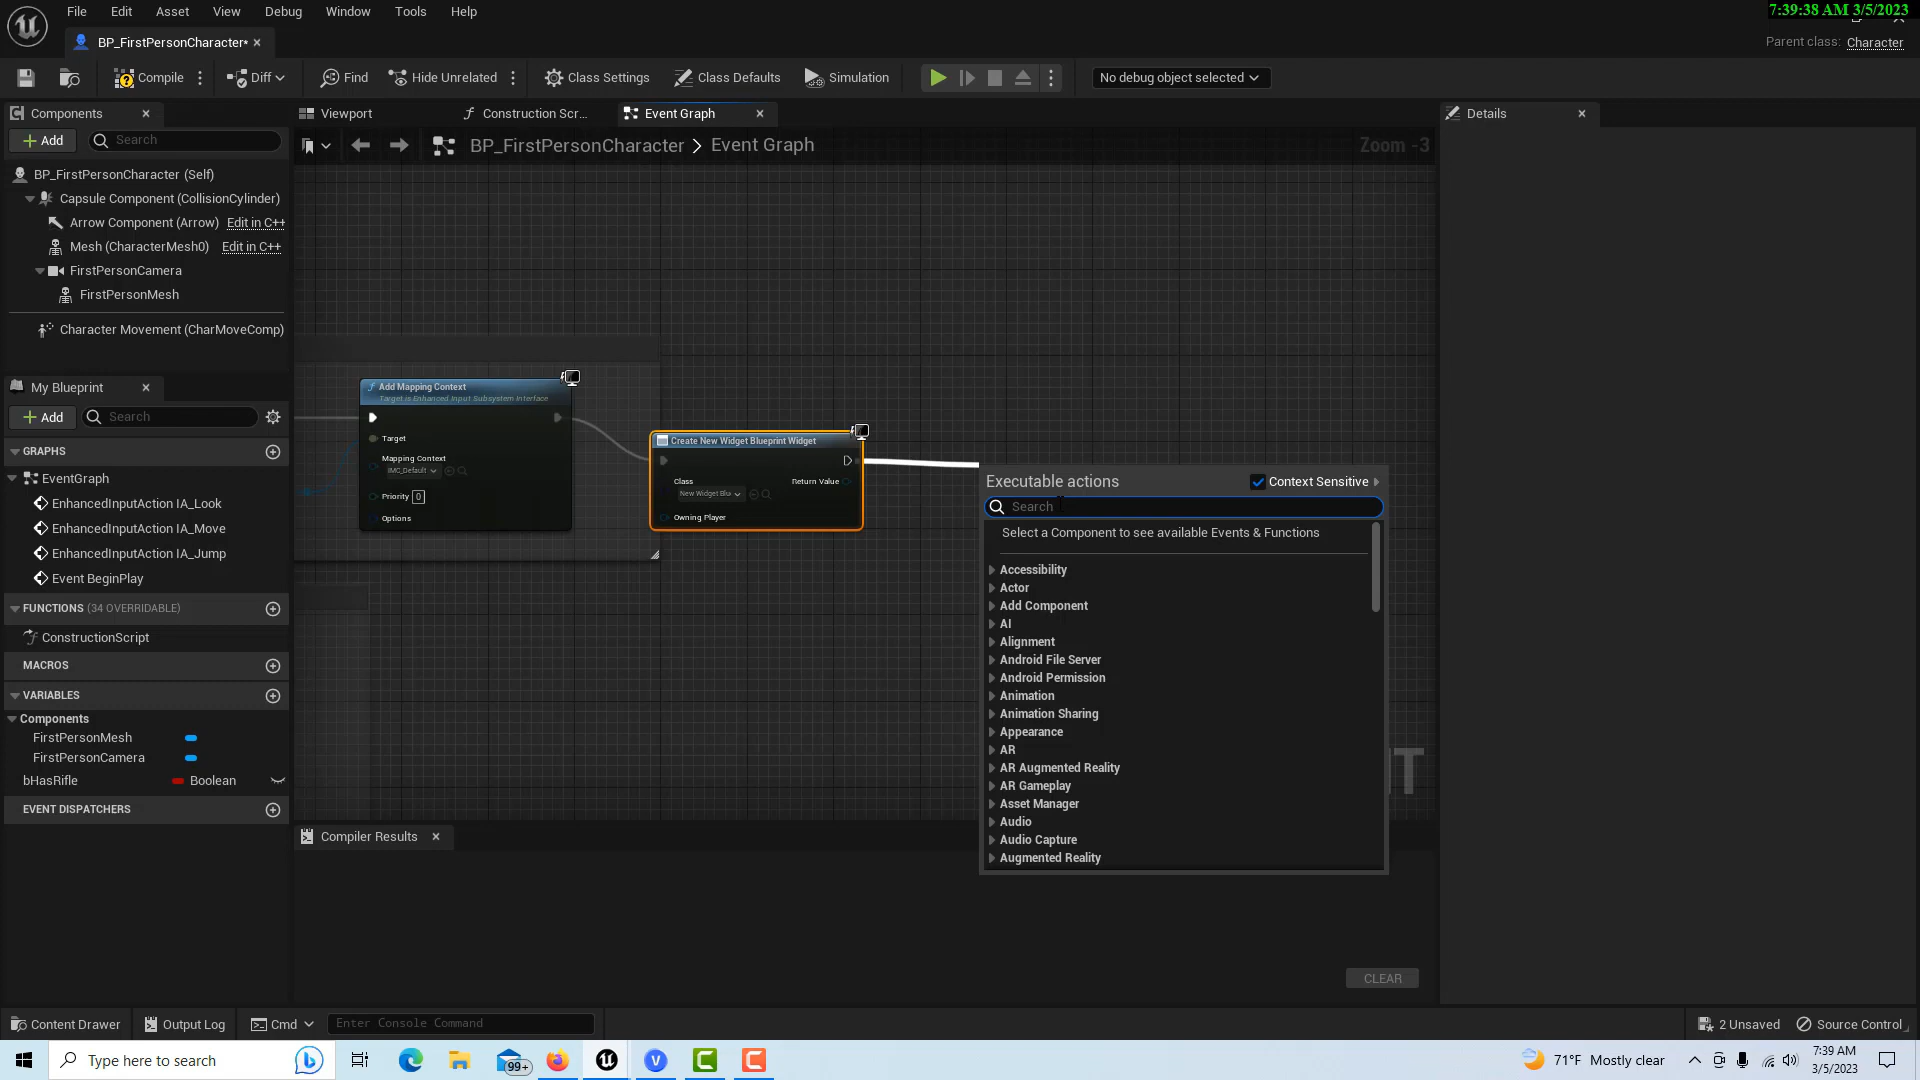 File Edit Asset View Debug Window Tools Help
7:39:38 AM 3/5/2023
BP_FirstPersonCharacter*
Parent class: Character
Compile
Diff
Find
Hide Unrelated
Class Settings
Class Defaults
Simulation
No debug object selected
Components
Add
Search
BP_FirstPersonCharacter (Self)
Capsule Component (CollisionCylinder)
Arrow Component (Arrow) Edit in C++
Mesh (CharacterMesh0) Edit in C++
FirstPersonCamera
FirstPersonMesh
Character Movement (CharMoveComp)
My Blueprint
Add
Search
GRAPHS
EventGraph
EnhancedInputAction IA_Look
EnhancedInputAction IA_Move
EnhancedInputAction IA_Jump
Event BeginPlay
FUNCTIONS (34 OVERRIDABLE)
ConstructionScript
MACROS
VARIABLES
Components
FirstPersonMesh
FirstPersonCamera
bHasRifle Boolean
EVENT DISPATCHERS
Viewport
Construction Scr...
Event Graph
BP_FirstPersonCharacter > Event Graph
Zoom -3
Add Mapping Context
Target is Enhanced Input Subsystem Interface
Target
Mapping Context
IMC_Default
Priority 0
Options
Create New Widget Blueprint Widget
Class
New Widget Blu
Return Value
Owning Player
Executable actions
Context Sensitive
Search
Select a Component to see available Events & Functions
Accessibility
Actor
Add Component
AI
Alignment
Android File Server
Android Permission
Animation
Animation Sharing
Appearance
AR
AR Augmented Reality
AR Gameplay
Asset Manager
Audio
Audio Capture
Augmented Reality
Compiler Results
CLEAR
Details
Content Drawer
Output Log
Cmd
Enter Console Command
2 Unsaved
Source Control
Type here to search
99+
71°F Mostly clear
7:39 AM
3/5/2023